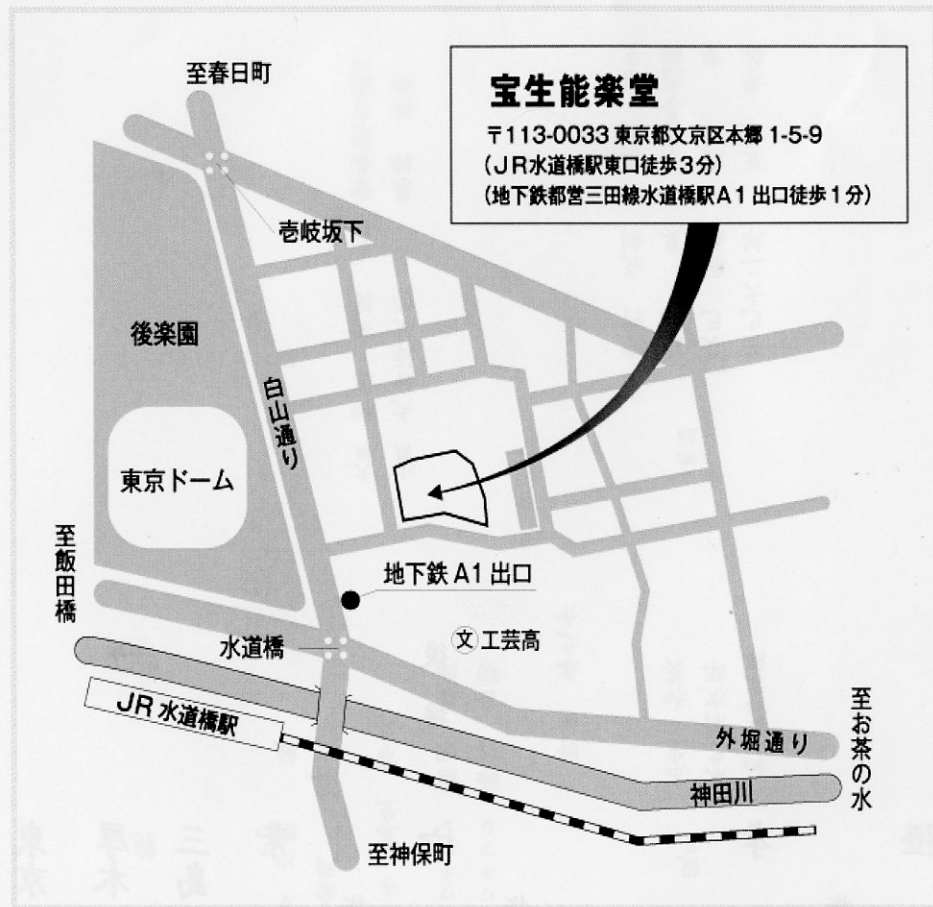 至春日町
宝生能楽堂
〒113-0033 東京都文京区本郷 1-5-9
(JR水道橋駅東口徒歩3分)
(地下鉄都営三田線水道橋駅A1出口徒歩1分)
壱岐坂下
後楽園
白山通り
東京ドーム
至飯田橋
地下鉄 A1 出口
水道橋
文 工芸高
JR 水道橋駅
外堀通り
至お茶の水
神田川
至神保町